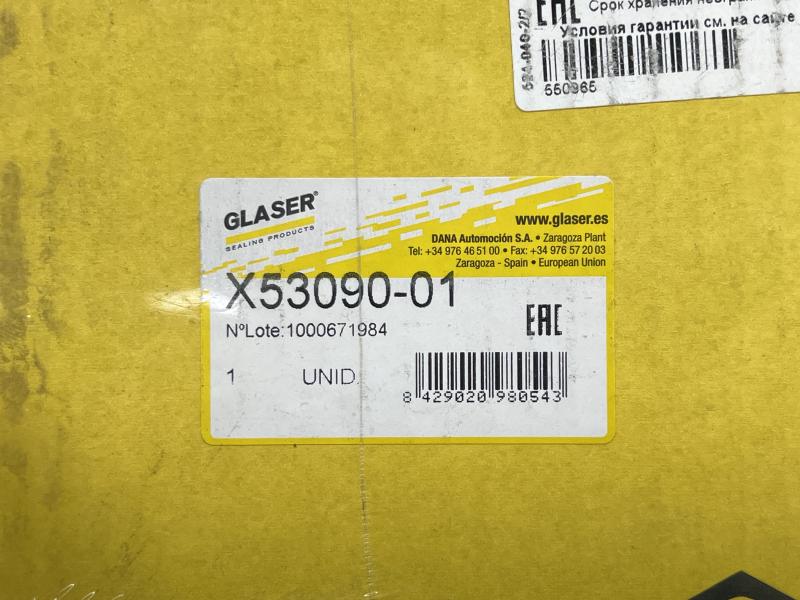 EAC Срок хранения
Условия гарантии см. на сайте
550965
GLASER®
SEALING PRODUCTS
www.glaser.es
DANA Automoción S.A. • Zaragoza Plant
Tel: +34 976 46 51 00 • Fax: +34 976 57 20 03
Zaragoza - Spain • European Union
X53090-01
NºLote:1000671984
EAC
1 UNID.
8 429020 980543